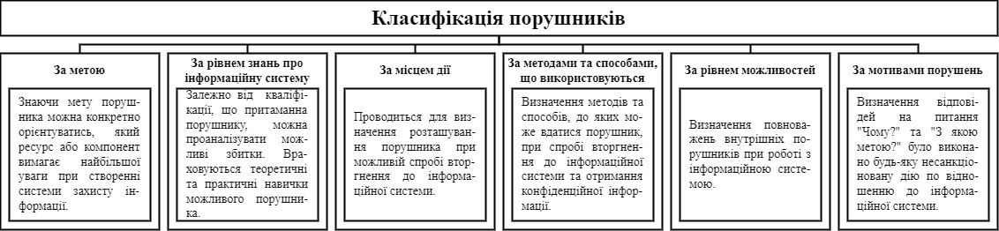 Класифікація порушників
За метою
Знаючи мету поруш-
ника можна конкретно
орієнтуватись, який
ресурс або компонент
вимагає найбільшої
уваги при створенні
системи захисту ін-
формації.
За рівнем знань про
інформаційну систему
Залежно від кваліфі-
кації, що притаманна
порушнику, можна
проаналізувати мож-
ливі збитки. Вра-
ховуються теоретичні
та практичні навички
можливого порушни-
ка.
За місцем дії
Проводиться для виз-
начення розташуван-
ня порушника при
можливій спробі втор-
гнення до інформа-
ційної системи.
За методами та способами,
що використовуються
Визначення методів та
способів, до яких мо-
же вдатися порушник,
при спробі вторгнен-
ня до інформаційної
системи та отримання
конфіденційної інфор-
мації.
За рівнем можливостей
Визначення повнова-
жень внутрішніх по-
рушників при роботі з
інформаційною систе-
мою.
За мотивами порушень
Визначення відпові-
дей на питання
"Чому?" та "З якою
метою?" було викона-
но будь-яку несанкціо-
новану дію по відно-
шенню до інформа-
ційної системи.